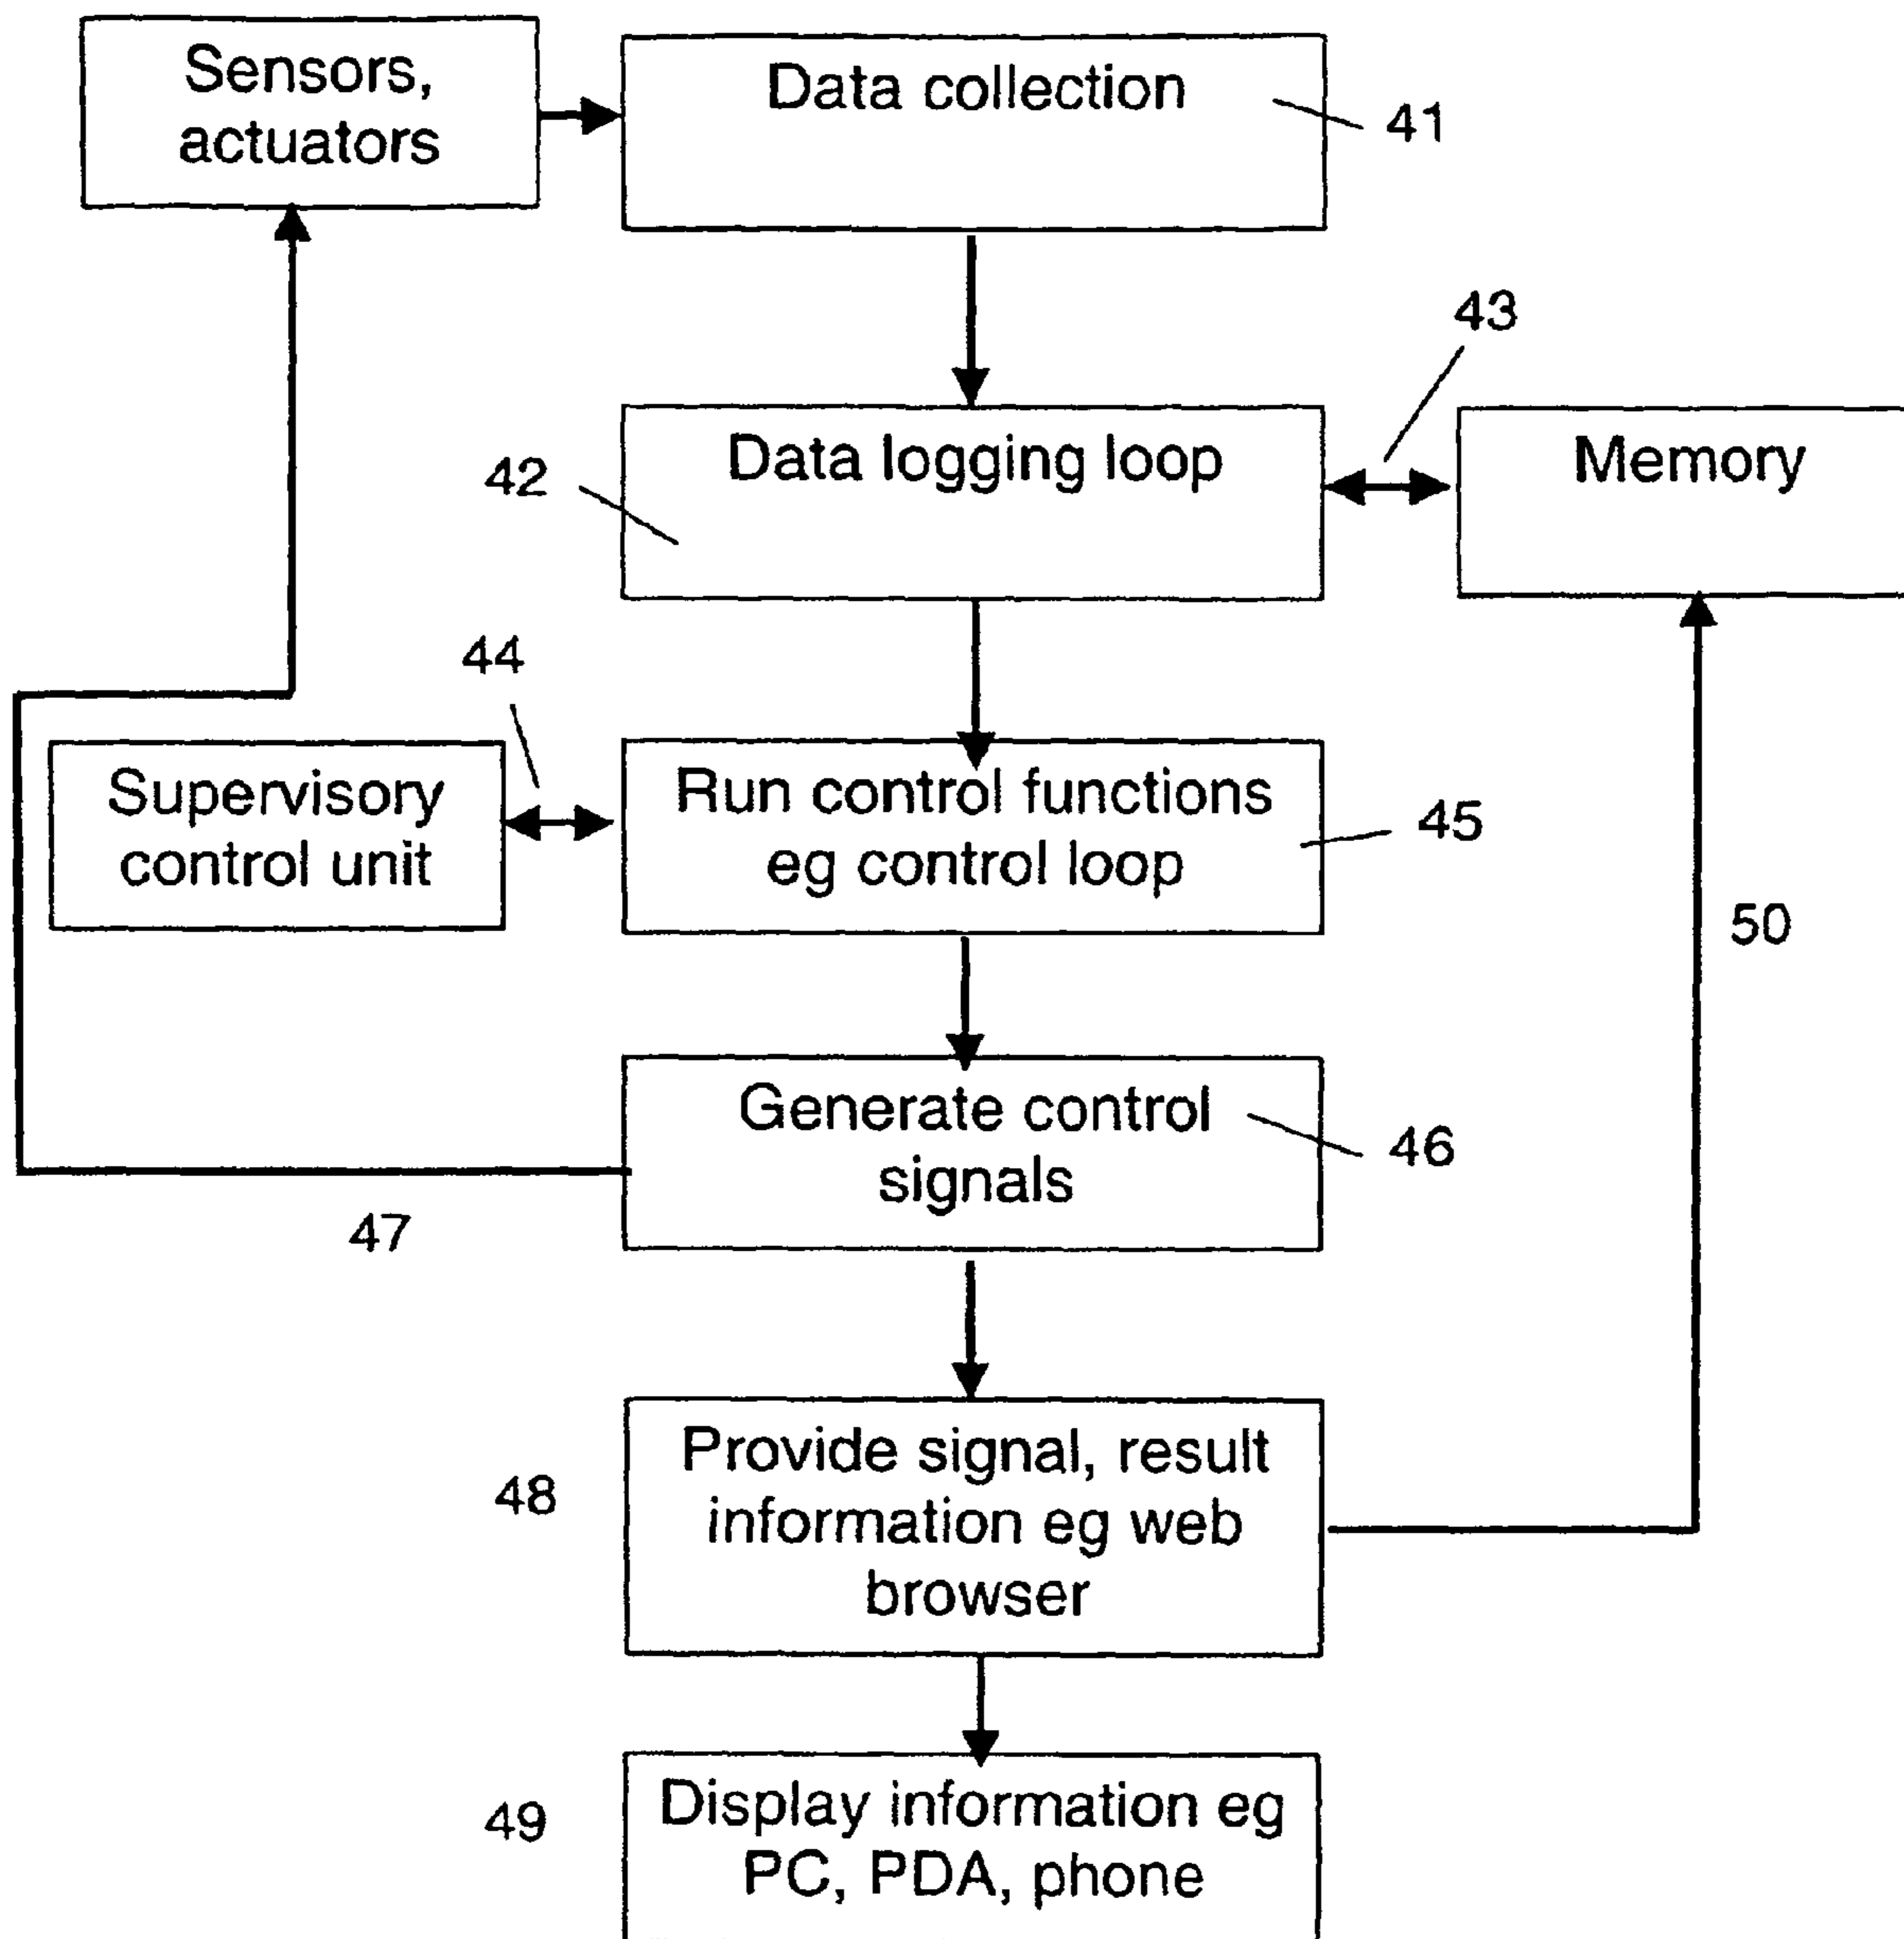 Sensors,
actuators
Data collection
41
43
42
Data logging loop
Memory
44
Supervisory
control unit
Run control functions
eg control loop
45
50
Generate control
signals
46
47
48
Provide signal, result
information eg web
browser
49
Display information eg
PC, PDA, phone